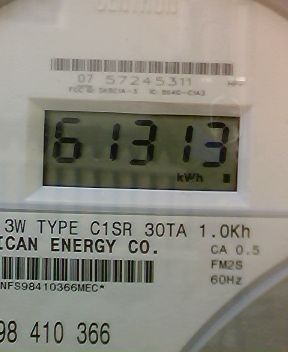 07 57245311
61313
kWh
3W TYPE C1SR 30TA 1.0Kh
ICAN ENERGY CO.
CA 0.5
FM2S
60Hz
NFS98410366MEC*
98 410 366